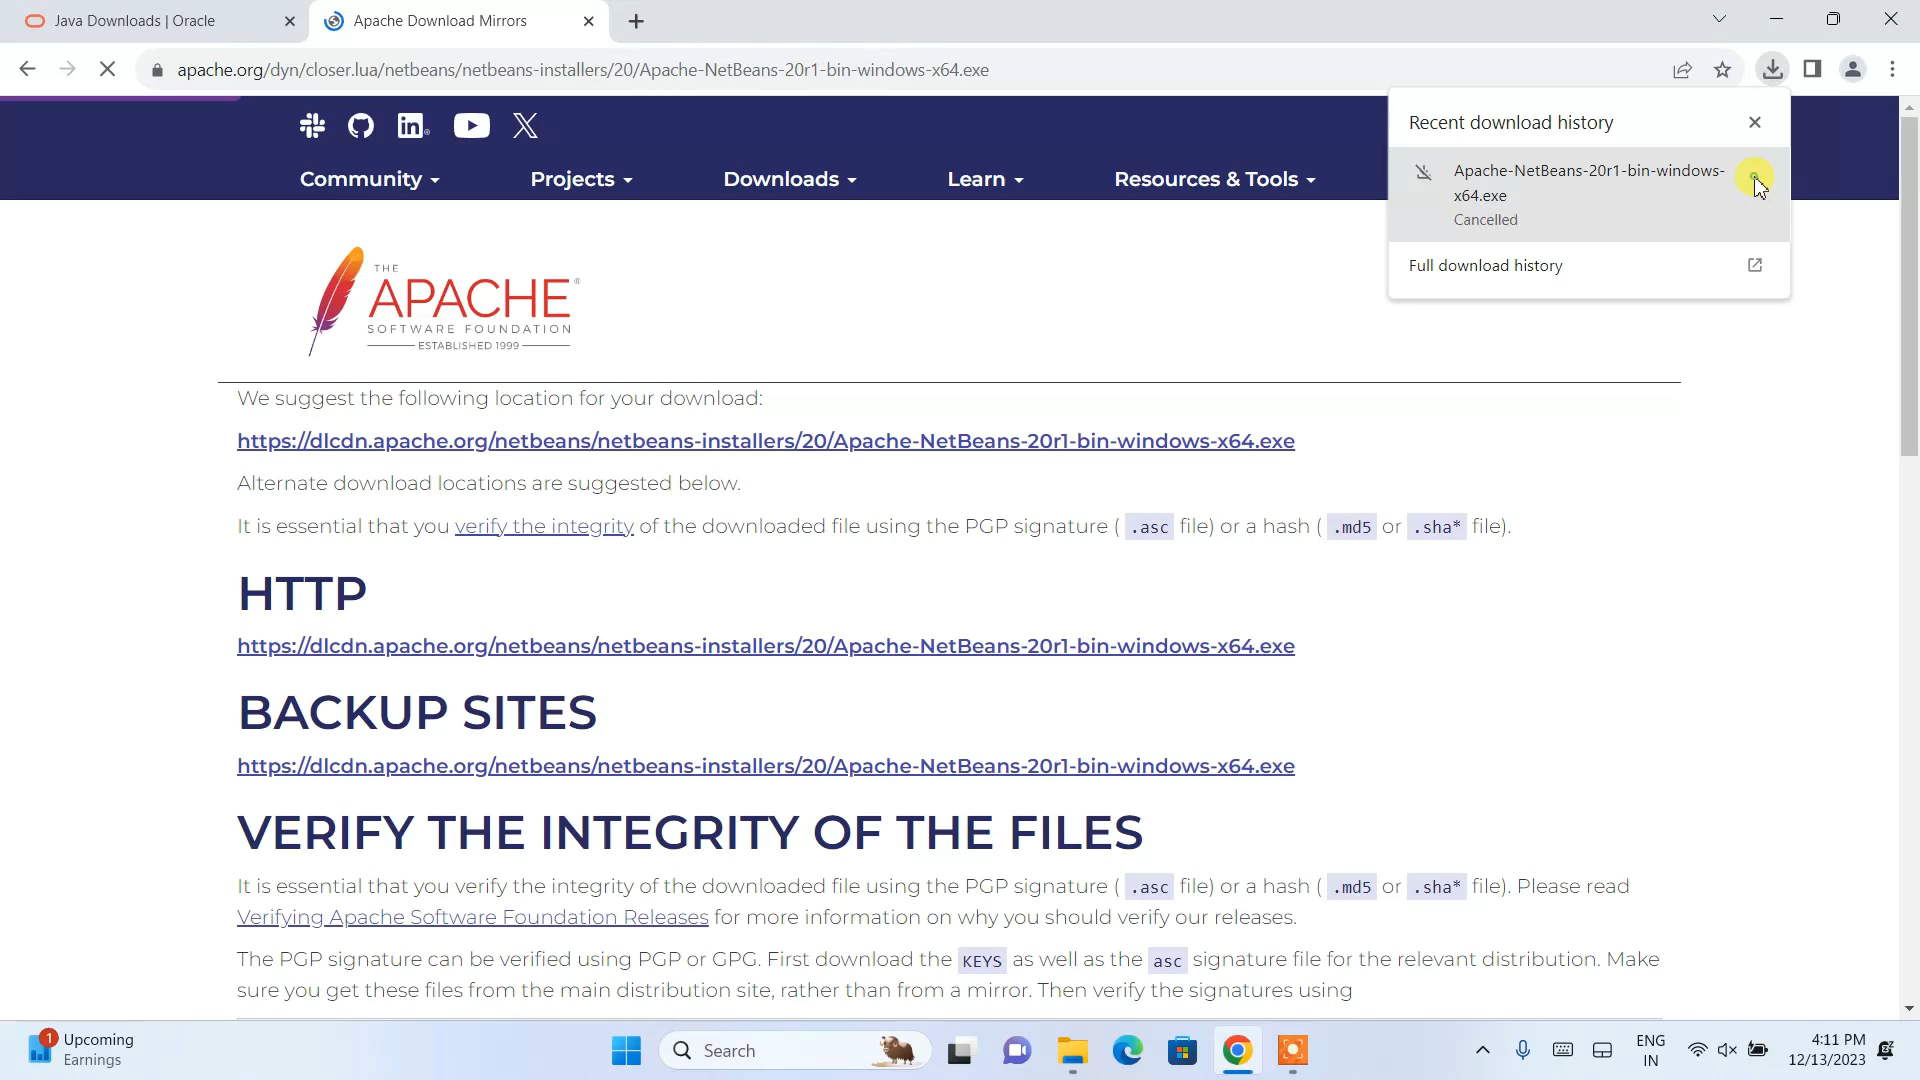 Java Downloads | Oracle
Apache Download Mirrors
apache.org/dyn/closer.lua/netbeans/netbeans-installers/20/Apache-NetBeans-20r1-bin-windows-x64.exe
Community
Projects
Downloads
Learn
Resources & Tools
Recent download history
Apache-NetBeans-20r1-bin-windows-
x64.exe
Cancelled
Full download history
THE
APACHE®
SOFTWARE FOUNDATION
ESTABLISHED 1999
We suggest the following location for your download:
https://dlcdn.apache.org/netbeans/netbeans-installers/20/Apache-NetBeans-20r1-bin-windows-x64.exe
Alternate download locations are suggested below.
It is essential that you verify the integrity of the downloaded file using the PGP signature ( .asc file) or a hash ( .md5 or .sha* file).
HTTP
https://dlcdn.apache.org/netbeans/netbeans-installers/20/Apache-NetBeans-20r1-bin-windows-x64.exe
BACKUP SITES
https://dlcdn.apache.org/netbeans/netbeans-installers/20/Apache-NetBeans-20r1-bin-windows-x64.exe
VERIFY THE INTEGRITY OF THE FILES
It is essential that you verify the integrity of the downloaded file using the PGP signature ( .asc file) or a hash ( .md5 or .sha* file). Please read
Verifying Apache Software Foundation Releases for more information on why you should verify our releases.
The PGP signature can be verified using PGP or GPG. First download the KEYS as well as the asc signature file for the relevant distribution. Make
sure you get these files from the main distribution site, rather than from a mirror. Then verify the signatures using
1
Upcoming
Earnings
Search
ENG
IN
4:11 PM
12/13/2023